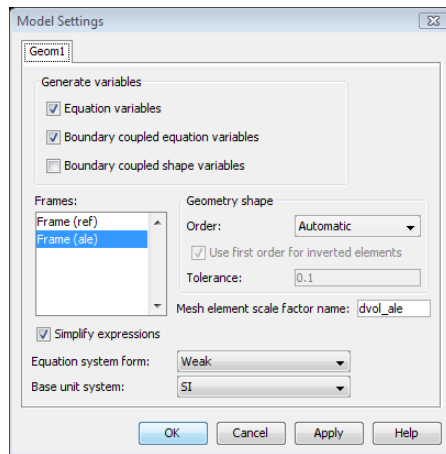 Model Settings
Geom1
Generate variables
Equation variables
Boundary coupled equation variables
Boundary coupled shape variables
Frames:
Frame (ref)
Frame (ale)
Geometry shape
Order: Automatic
Use first order for inverted elements
Tolerance: 0.1
Mesh element scale factor name: dvol_ale
Simplify expressions
Equation system form: Weak
Base unit system: SI
OK Cancel Apply Help